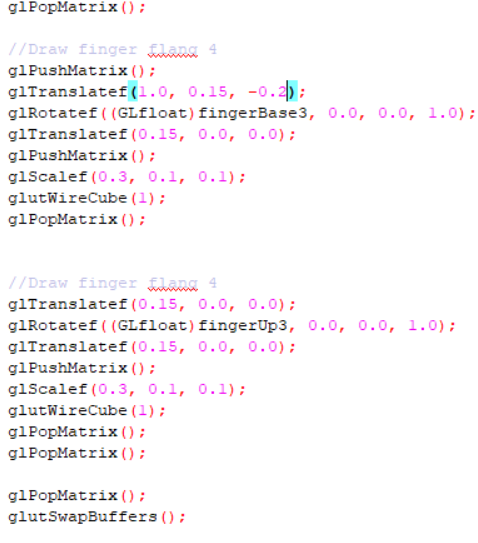 glPopMatrix();
//Draw finger flang 4
glPushMatrix();
glTranslatef(1.0, 0.15, -0.2);
glRotatef((GLfloat)fingerBase3, 0.0, 0.0, 1.0);
glTranslatef(0.15, 0.0, 0.0);
glPushMatrix();
glScalef(0.3, 0.1, 0.1);
glutWireCube(1);
glPopMatrix();
//Draw finger flang 4
glTranslatef(0.15, 0.0, 0.0);
glRotatef((GLfloat)fingerUp3, 0.0, 0.0, 1.0);
glTranslatef(0.15, 0.0, 0.0);
glPushMatrix();
glScalef(0.3, 0.1, 0.1);
glutWireCube(1);
glPopMatrix();
glPopMatrix();
glPopMatrix();
glutSwapBuffers();